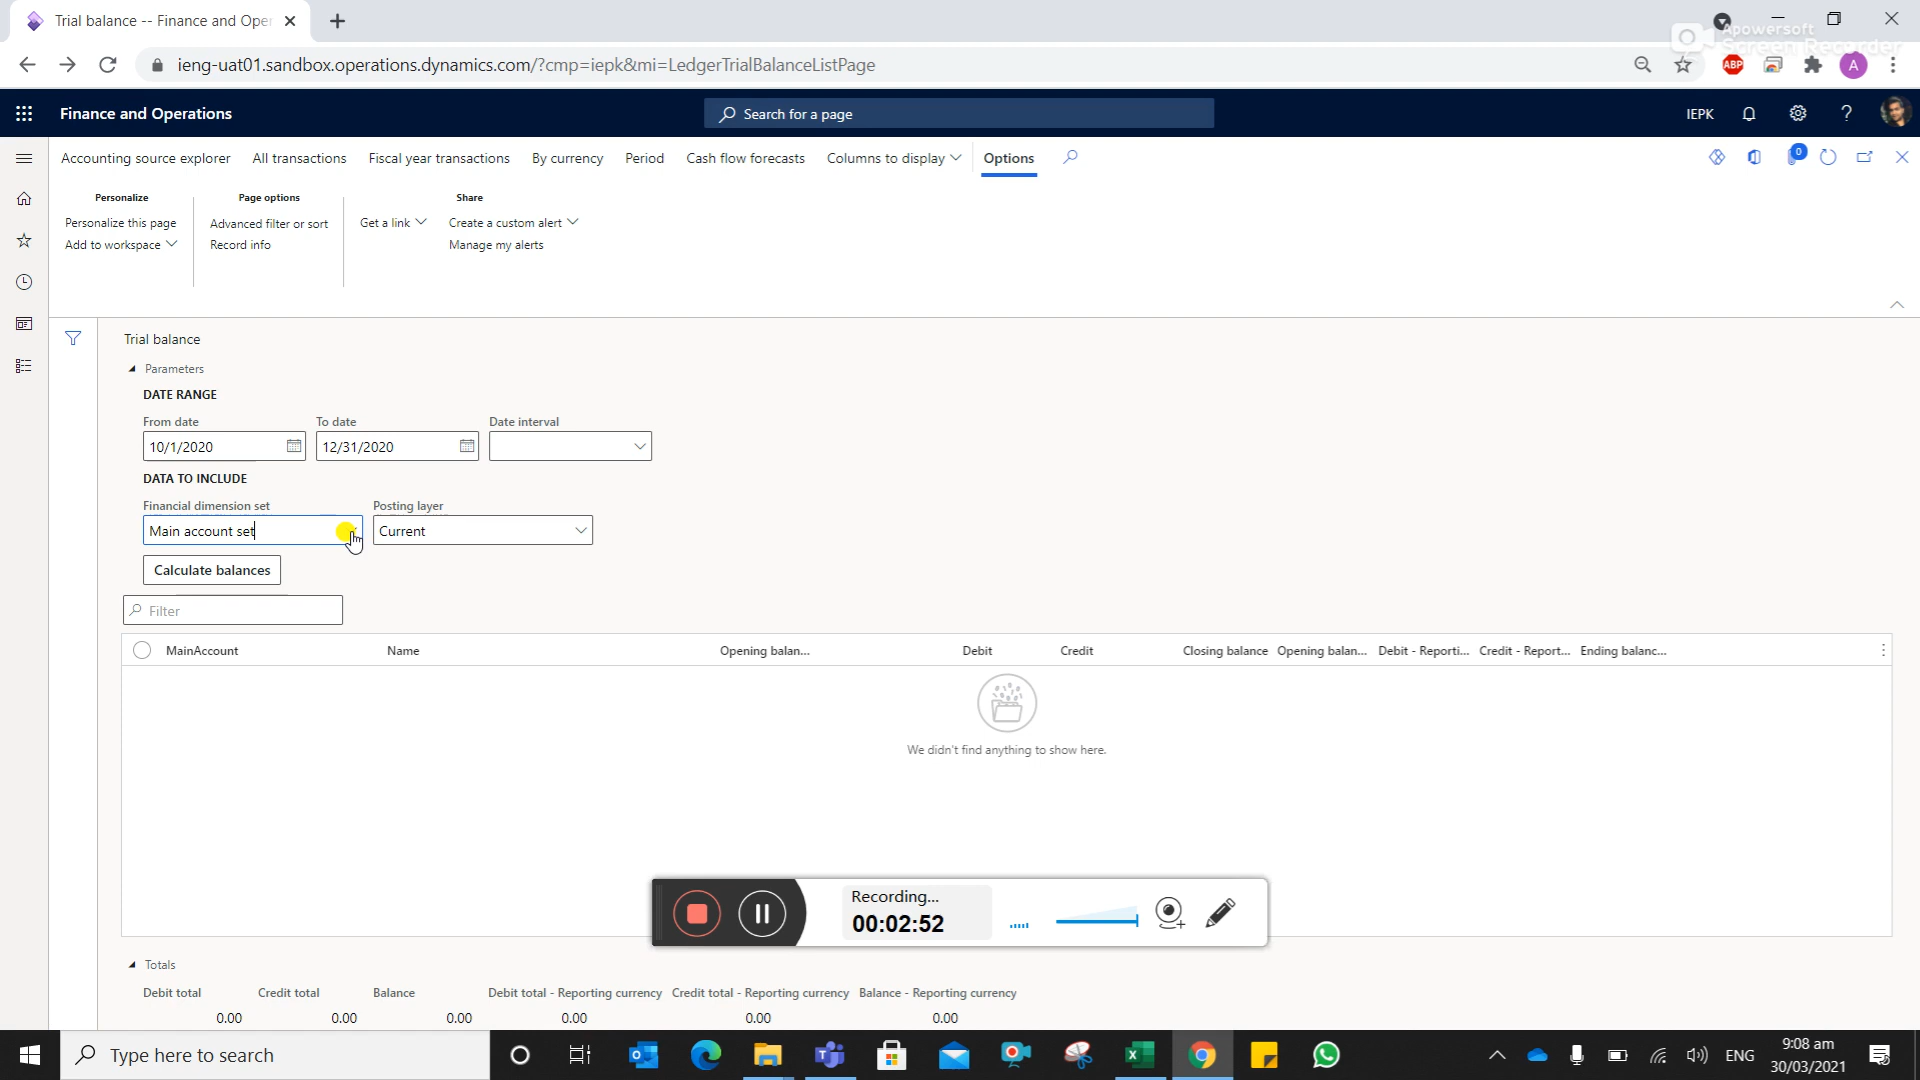 Trial balance -- Finance and Oper
Apowersoft
Screen Recorder
ieng-uat01.sandbox.operations.dynamics.com/?cmp=iepk&mi=LedgerTrialBalanceListPage
ABP
A
Finance and Operations
Search for a page
IEPK
Accounting source explorer All transactions Fiscal year transactions By currency Period Cash flow forecasts Columns to display Options
0
Personalize Page options Share
Personalize this page Advanced filter or sort Get a link Create a custom alert
Add to workspace Record info Manage my alerts
Trial balance
Parameters
DATE RANGE
From date To date Date interval
10/1/2020 12/31/2020
DATA TO INCLUDE
Financial dimension set Posting layer
Main account set Current
Calculate balances
Filter
MainAccount Name Opening balan... Debit Credit Closing balance Opening balan... Debit - Reporti... Credit - Report... Ending balanc...
We didn't find anything to show here.
Recording...
00:02:52
Totals
Debit total Credit total Balance Debit total - Reporting currency Credit total - Reporting currency Balance - Reporting currency
0.00 0.00 0.00 0.00 0.00 0.00
Type here to search
ENG
9:08 am
30/03/2021